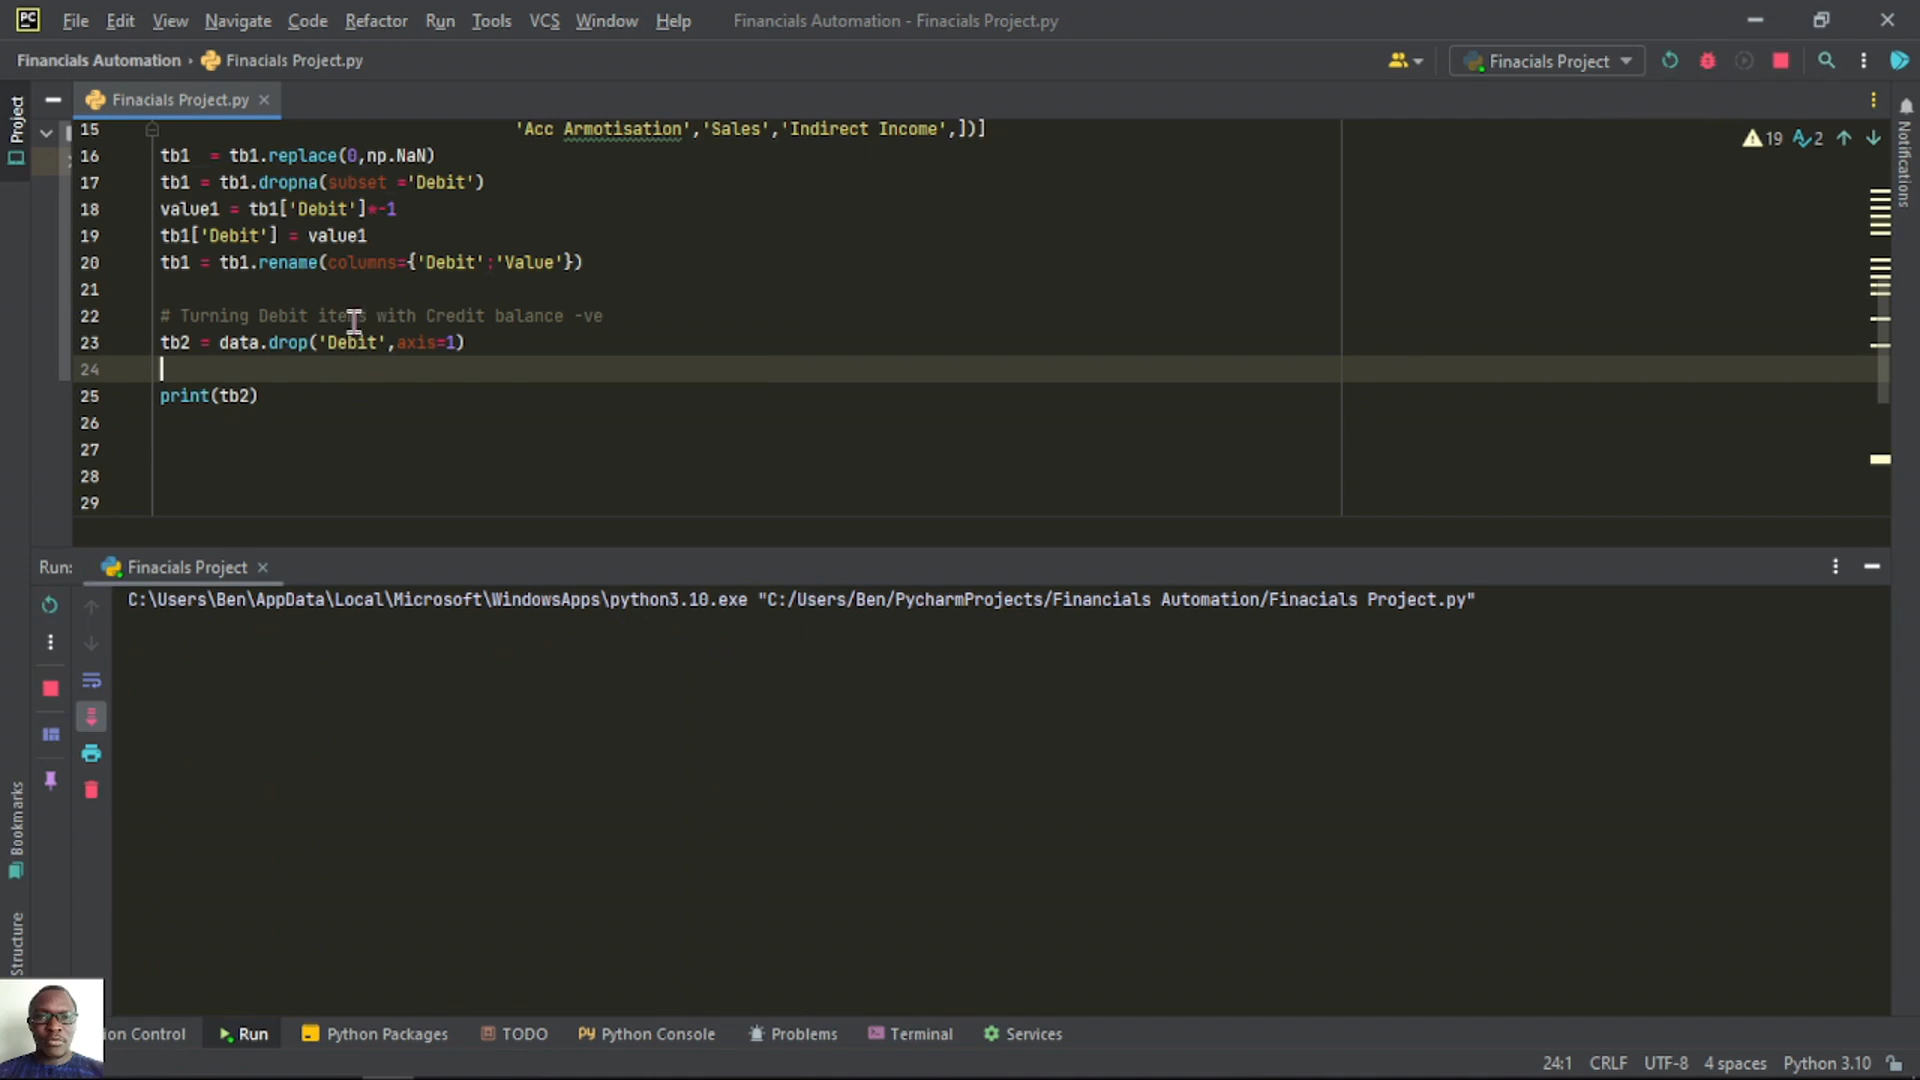 PC File Edit View Navigate Code Refactor Run Tools VCS Window Help Financials Automation - Finacials Project.py
Financials Automation › Finacials Project.py Finacials Project
Project
Finacials Project.py
15 'Acc Armotisation','Sales','Indirect Income',])]
16 tb1  = tb1.replace(0,np.NaN)
17 tb1 = tb1.dropna(subset ='Debit')
18 value1 = tb1['Debit']*-1
19 tb1['Debit'] = value1
20 tb1 = tb1.rename(columns={'Debit':'Value'})
21
22 # Turning Debit items with Credit balance -ve
23 tb2 = data.drop('Debit',axis=1)
24
25 print(tb2)
26
27
28
29
19 2
Notifications
Run: Finacials Project
C:\Users\Ben\AppData\Local\Microsoft\WindowsApps\python3.10.exe "C:/Users/Ben/PycharmProjects/Financials Automation/Finacials Project.py"
Bookmarks
Structure
on Control Run Python Packages TODO Python Console Problems Terminal Services
24:1 CRLF UTF-8 4 spaces Python 3.10